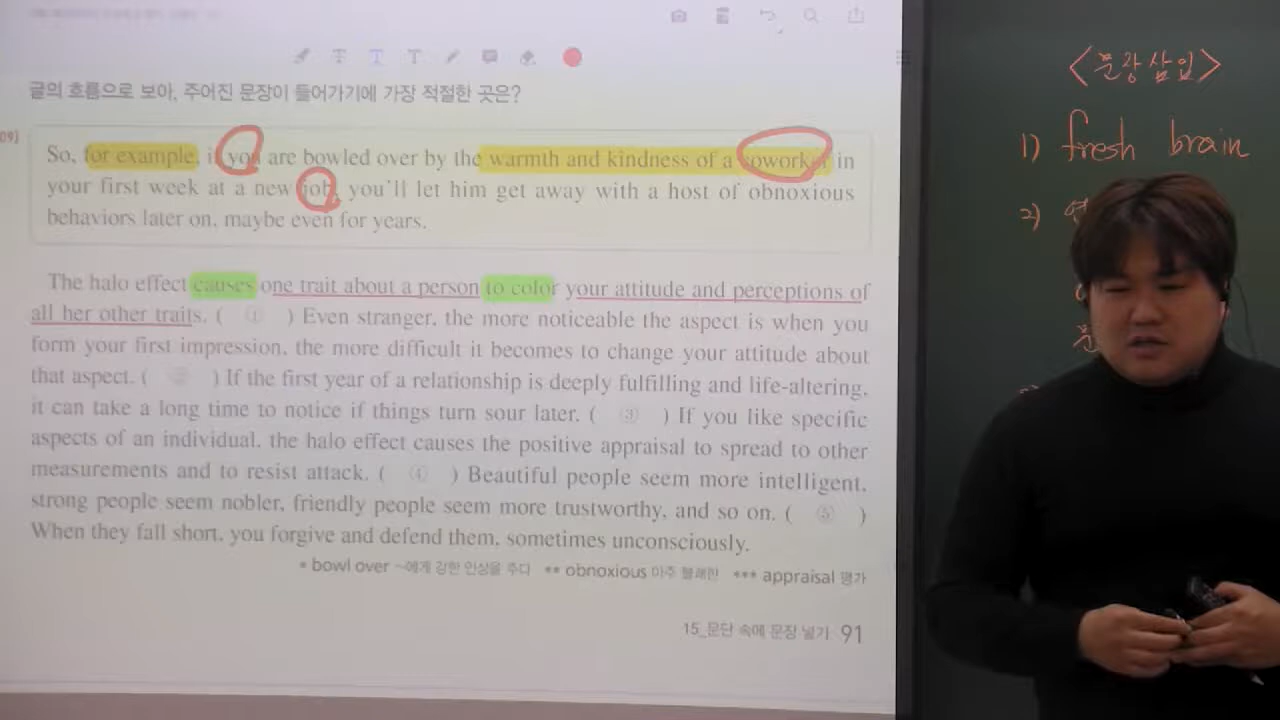 글의 흐름으로 보아, 주어진 문장이 들어가기에 가장 적절한 곳은?
09)
So, for example, if you are bowled over by the warmth and kindness of a coworker in
your first week at a new job, you'll let him get away with a host of obnoxious
behaviors later on, maybe even for years.
The halo effect causes one trait about a person to color your attitude and perceptions of
all her other traits. ( ① ) Even stranger, the more noticeable the aspect is when you
form your first impression, the more difficult it becomes to change your attitude about
that aspect. ( ② ) If the first year of a relationship is deeply fulfilling and life-altering,
it can take a long time to notice if things turn sour later. ( ③ ) If you like specific
aspects of an individual, the halo effect causes the positive appraisal to spread to other
measurements and to resist attack. ( ④ ) Beautiful people seem more intelligent,
strong people seem nobler, friendly people seem more trustworthy, and so on. ( ⑤ )
When they fall short, you forgive and defend them, sometimes unconsciously.
* bowl over ~에게 강한 인상을 주다 ** obnoxious 아주 불쾌한 *** appraisal 평가
15_문단 속에 문장 넣기 91
<문장삽입>
1) fresh brain
2)